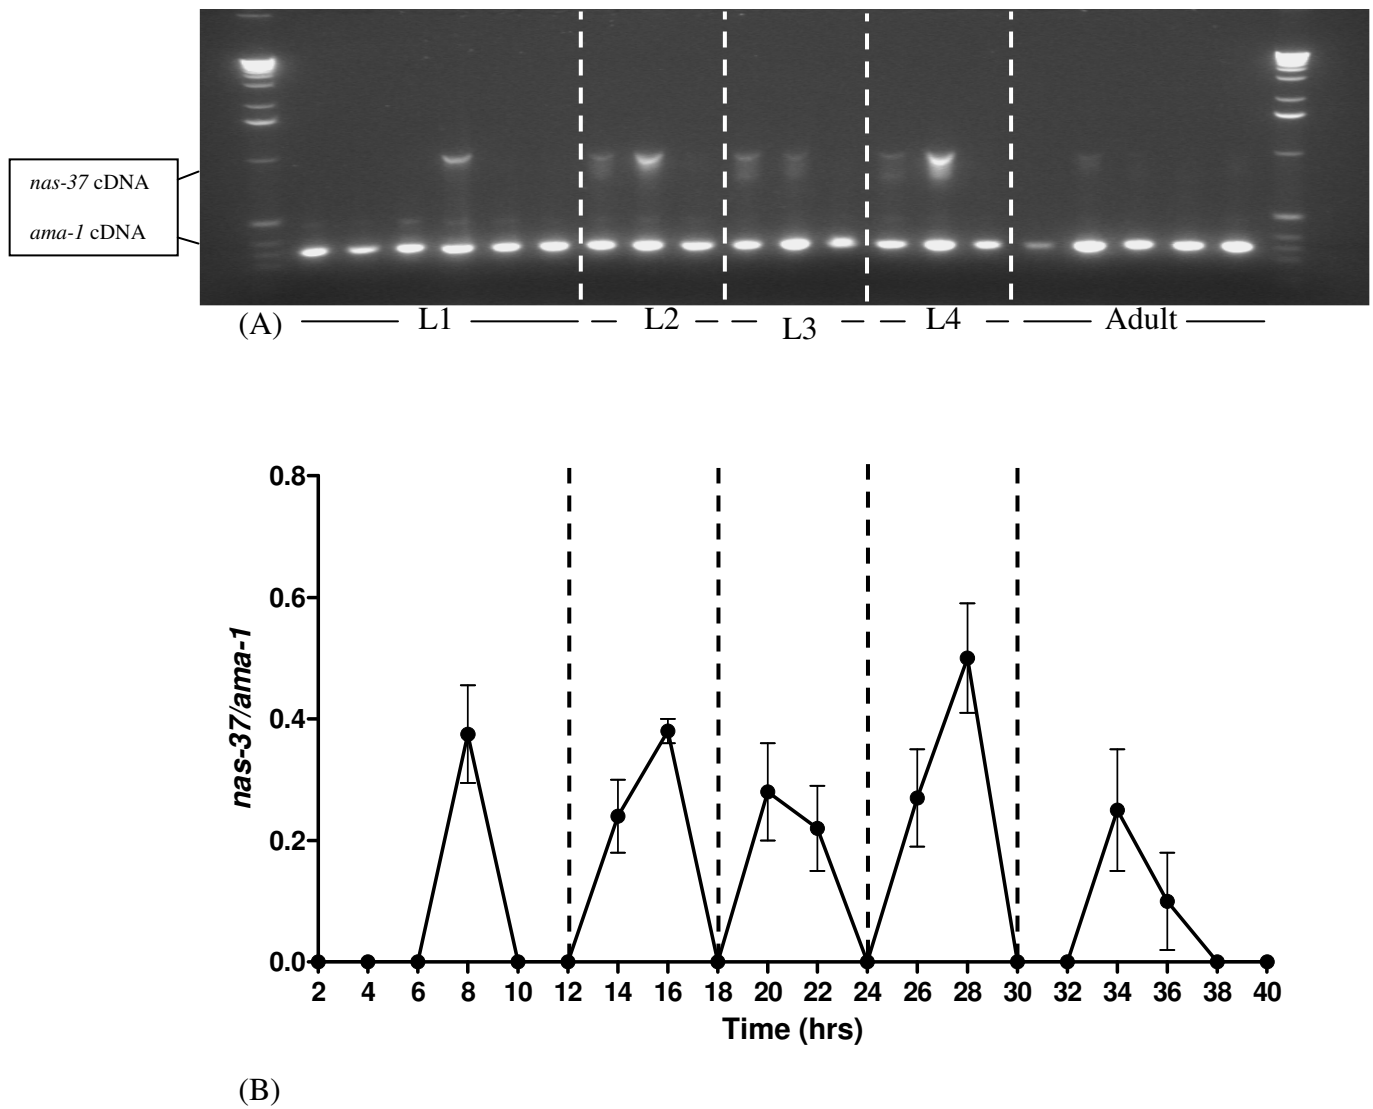 nas-37 cDNA
ama-1 cDNA
(A) L1 L2 L3 L4 Adult
0.8
0.6
0.4
0.2
0.0
nas-37/ama-1
2 4 6 8 10 12 14 16 18 20 22 24 26 28 30 32 34 36 38 40
Time (hrs)
(B)